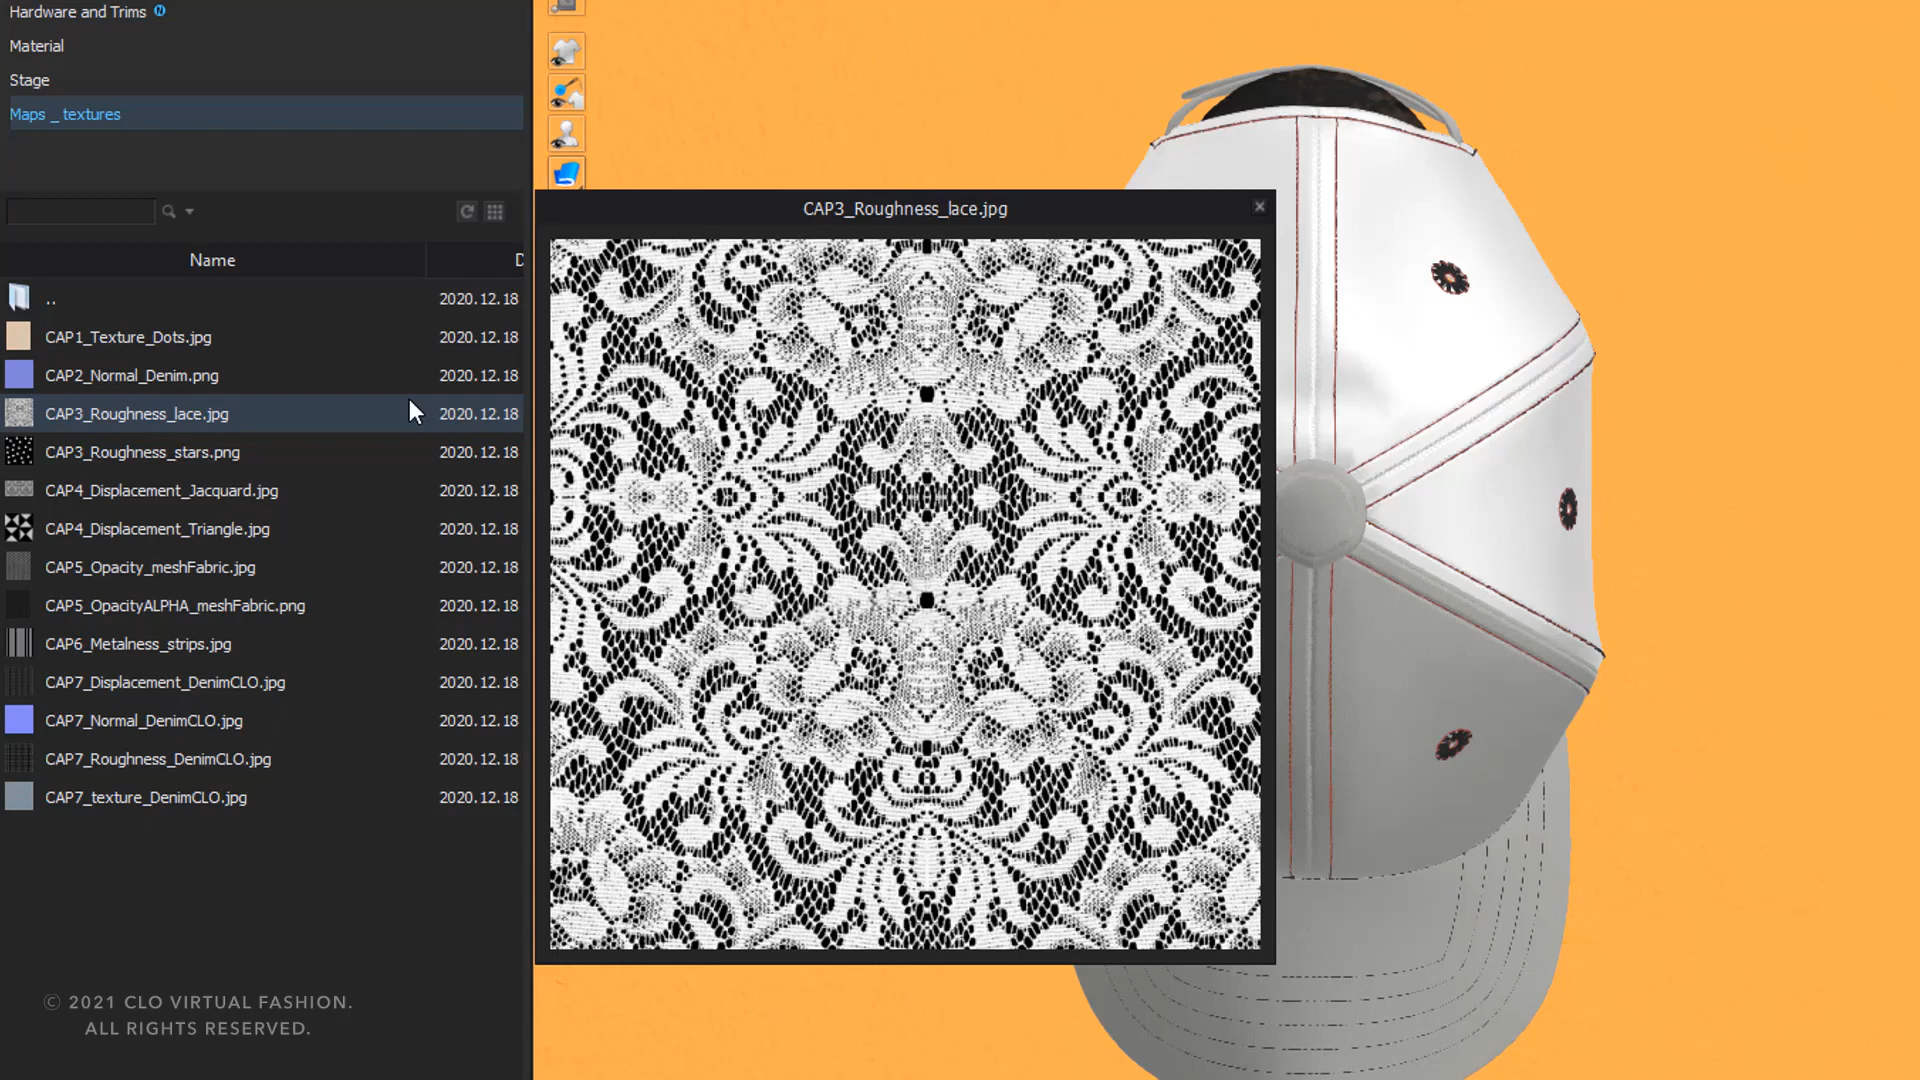 Hardware and Trims N
Material
Stage
Maps _ textures
CAP3_Roughness_lace.jpg
Name D
.. 2020.12.18
CAP1_Texture_Dots.jpg 2020.12.18
CAP2_Normal_Denim.png 2020.12.18
CAP3_Roughness_lace.jpg 2020.12.18
CAP3_Roughness_stars.png 2020.12.18
CAP4_Displacement_Jacquard.jpg 2020.12.18
CAP4_Displacement_Triangle.jpg 2020.12.18
CAP5_Opacity_meshFabric.jpg 2020.12.18
CAP5_OpacityALPHA_meshFabric.png 2020.12.18
CAP6_Metalness_strips.jpg 2020.12.18
CAP7_Displacement_DenimCLO.jpg 2020.12.18
CAP7_Normal_DenimCLO.jpg 2020.12.18
CAP7_Roughness_DenimCLO.jpg 2020.12.18
CAP7_texture_DenimCLO.jpg 2020.12.18
© 2021 CLO VIRTUAL FASHION.
ALL RIGHTS RESERVED.